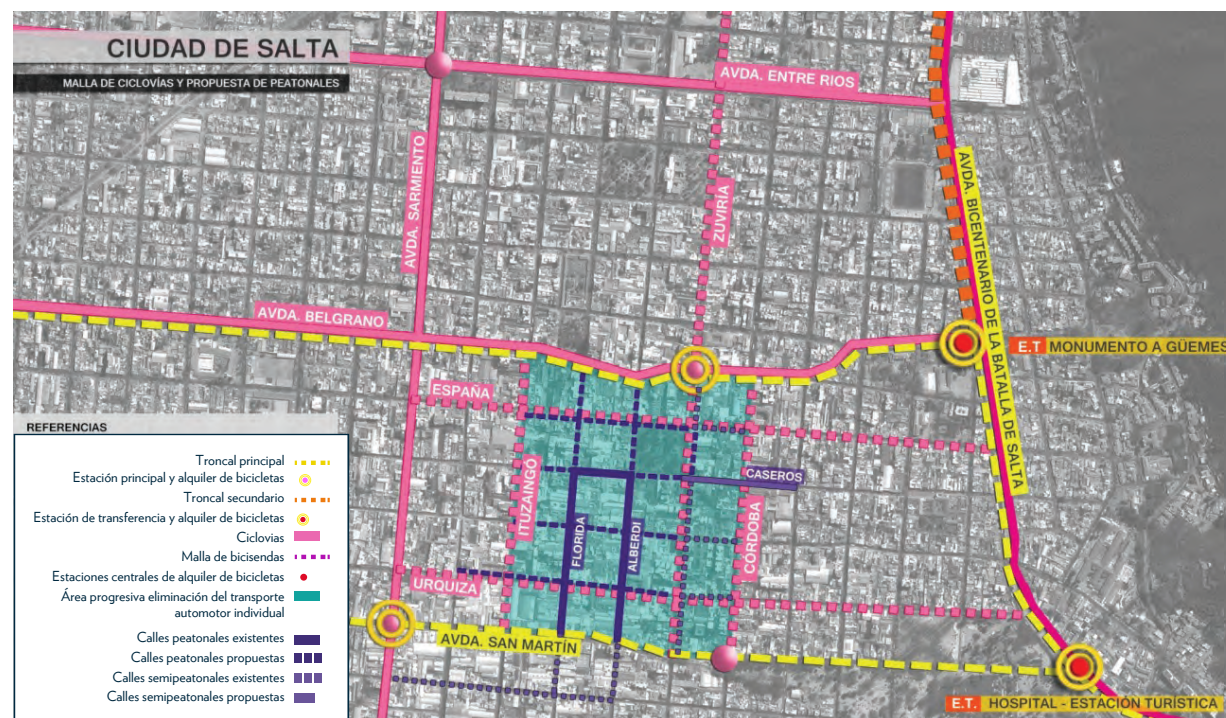 CIUDAD DE SALTA
MALLA DE CICLOVÍAS Y PROPUESTA DE PEATONALES
AVDA. ENTRE RIOS
AVDA. SARMIENTO
ZUVIRÍA
AVDA. BICENTENARIO DE LA BATALLA DE SALTA
AVDA. BELGRANO
E.T MONUMENTO A GÜEMES
ESPAÑA
CASEROS
ITUZAINGÓ
FLORIDA
ALBERDI
CÓRDOBA
URQUIZA
AVDA. SAN MARTÍN
E.T. HOSPITAL - ESTACIÓN TURÍSTICA
REFERENCIAS
Troncal principal
Estación principal y alquiler de bicicletas
Troncal secundario
Estación de transferencia y alquiler de bicicletas
Ciclovias
Malla de bicisendas
Estaciones centrales de alquiler de bicicletas
Área progresiva eliminación del transporte
automotor individual
Calles peatonales existentes
Calles peatonales propuestas
Calles semipeatonales existentes
Calles semipeatonales propuestas